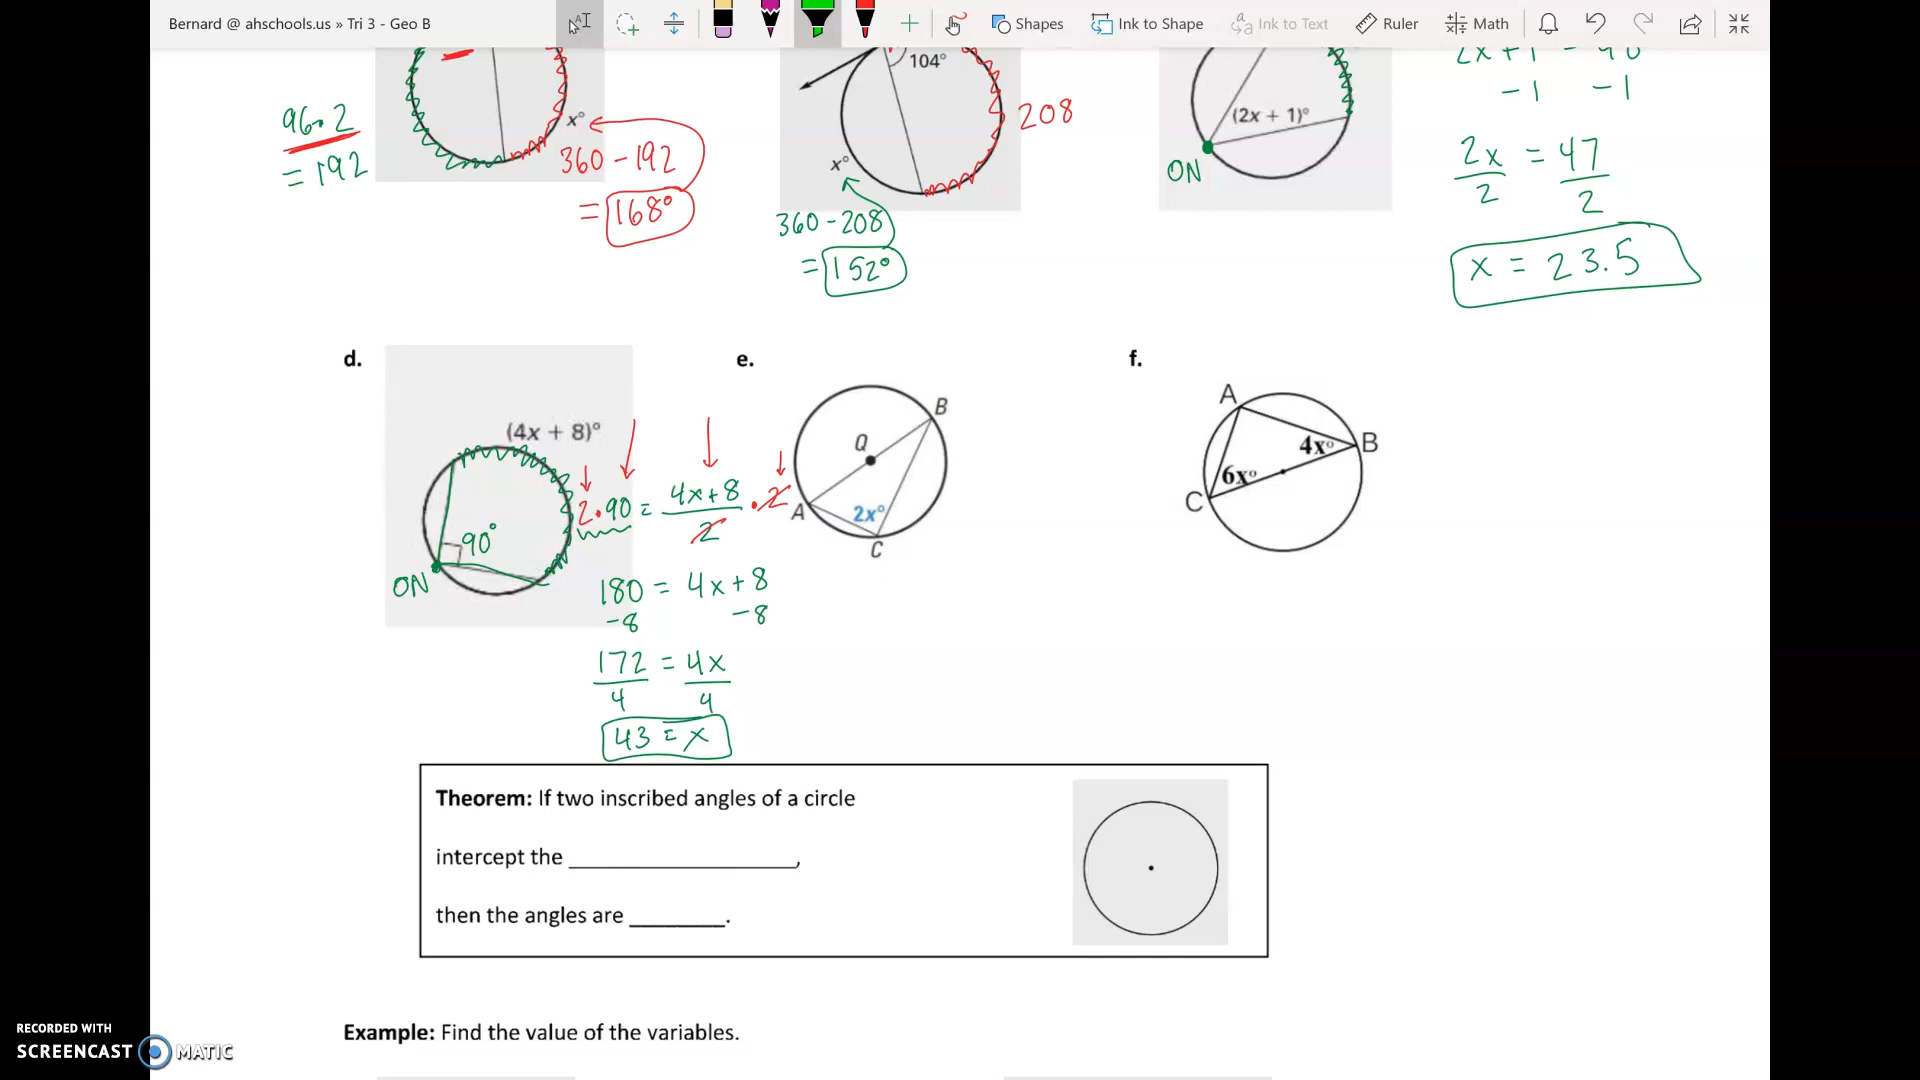 Bernard @ ahschools.us » Tri 3 - Geo B
Shapes
Ink to Shape
Ink to Text
Ruler
Math
96•2
= 192
x°
360 - 192
= 168°
104°
208
x°
360 - 208
= 152°
(2x + 1)°
ON
2x + 1 =
-1 -1
2x = 47
2 2
x = 23.5
d.
(4x + 8)°
90°
ON
2•90 = 4x+8 • 2
2
180 = 4x+8
-8 -8
172 = 4x
4 4
43 = x
e.
B
Q
A
2x°
C
f.
A
4x°
B
6x°
C
Theorem: If two inscribed angles of a circle
intercept the ____________________,
then the angles are ________.
Example: Find the value of the variables.
RECORDED WITH
SCREENCAST MATIC